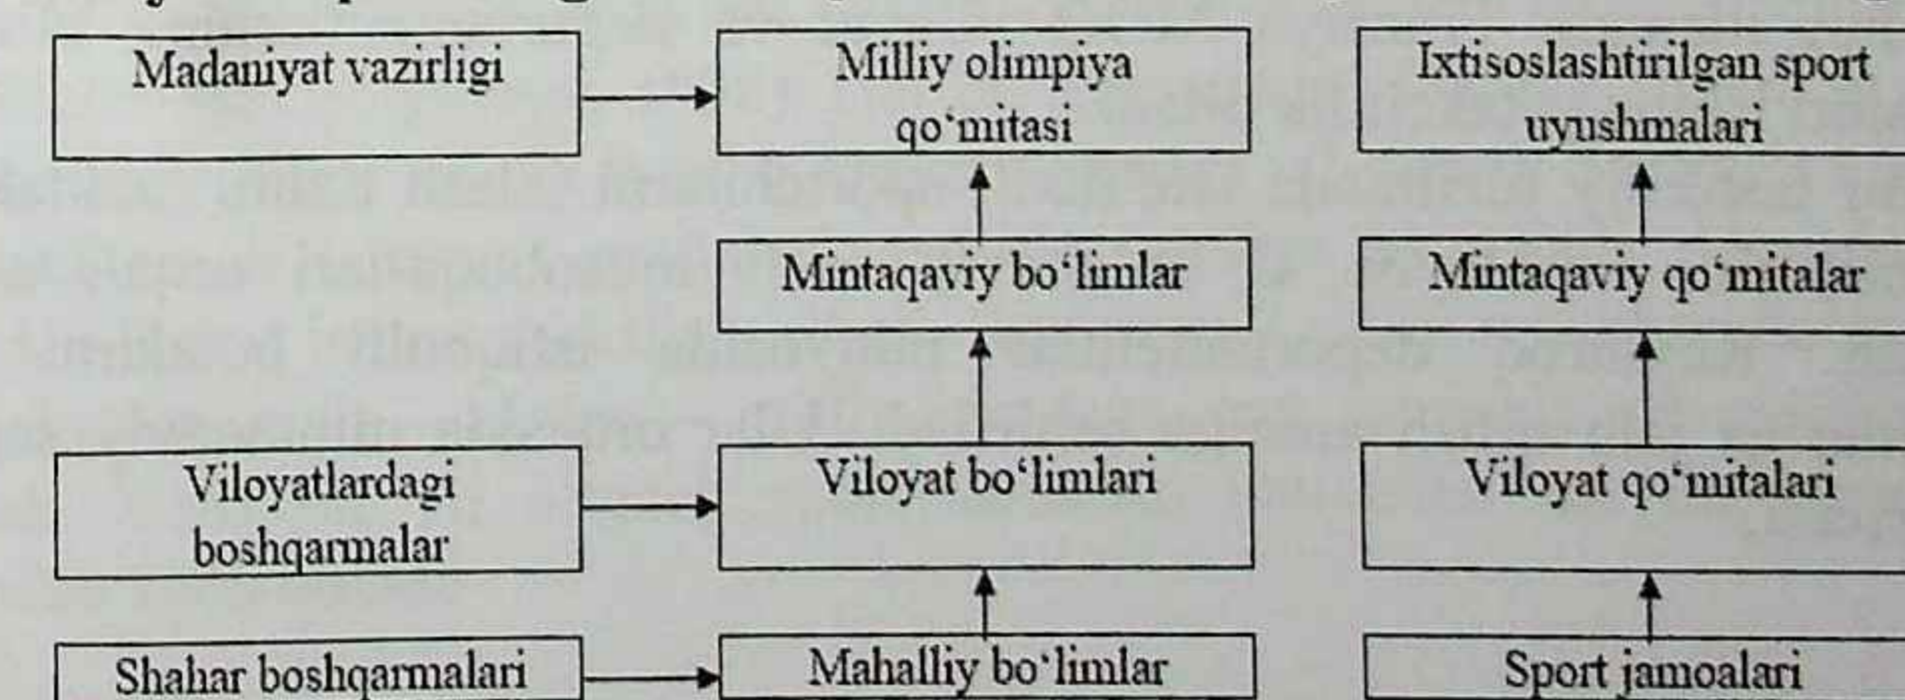 Madaniyat vazirligi
Milliy olimpiya
qo‘mitasi
Ixtisoslashtirilgan sport
uyushmalari
Mintaqaviy bo‘limlar
Mintaqaviy qo‘mitalar
Viloyatlardagi
boshqarmalar
Viloyat bo‘limlari
Viloyat qo‘mitalari
Shahar boshqarmalari
Mahalliy bo‘limlar
Sport jamoalari